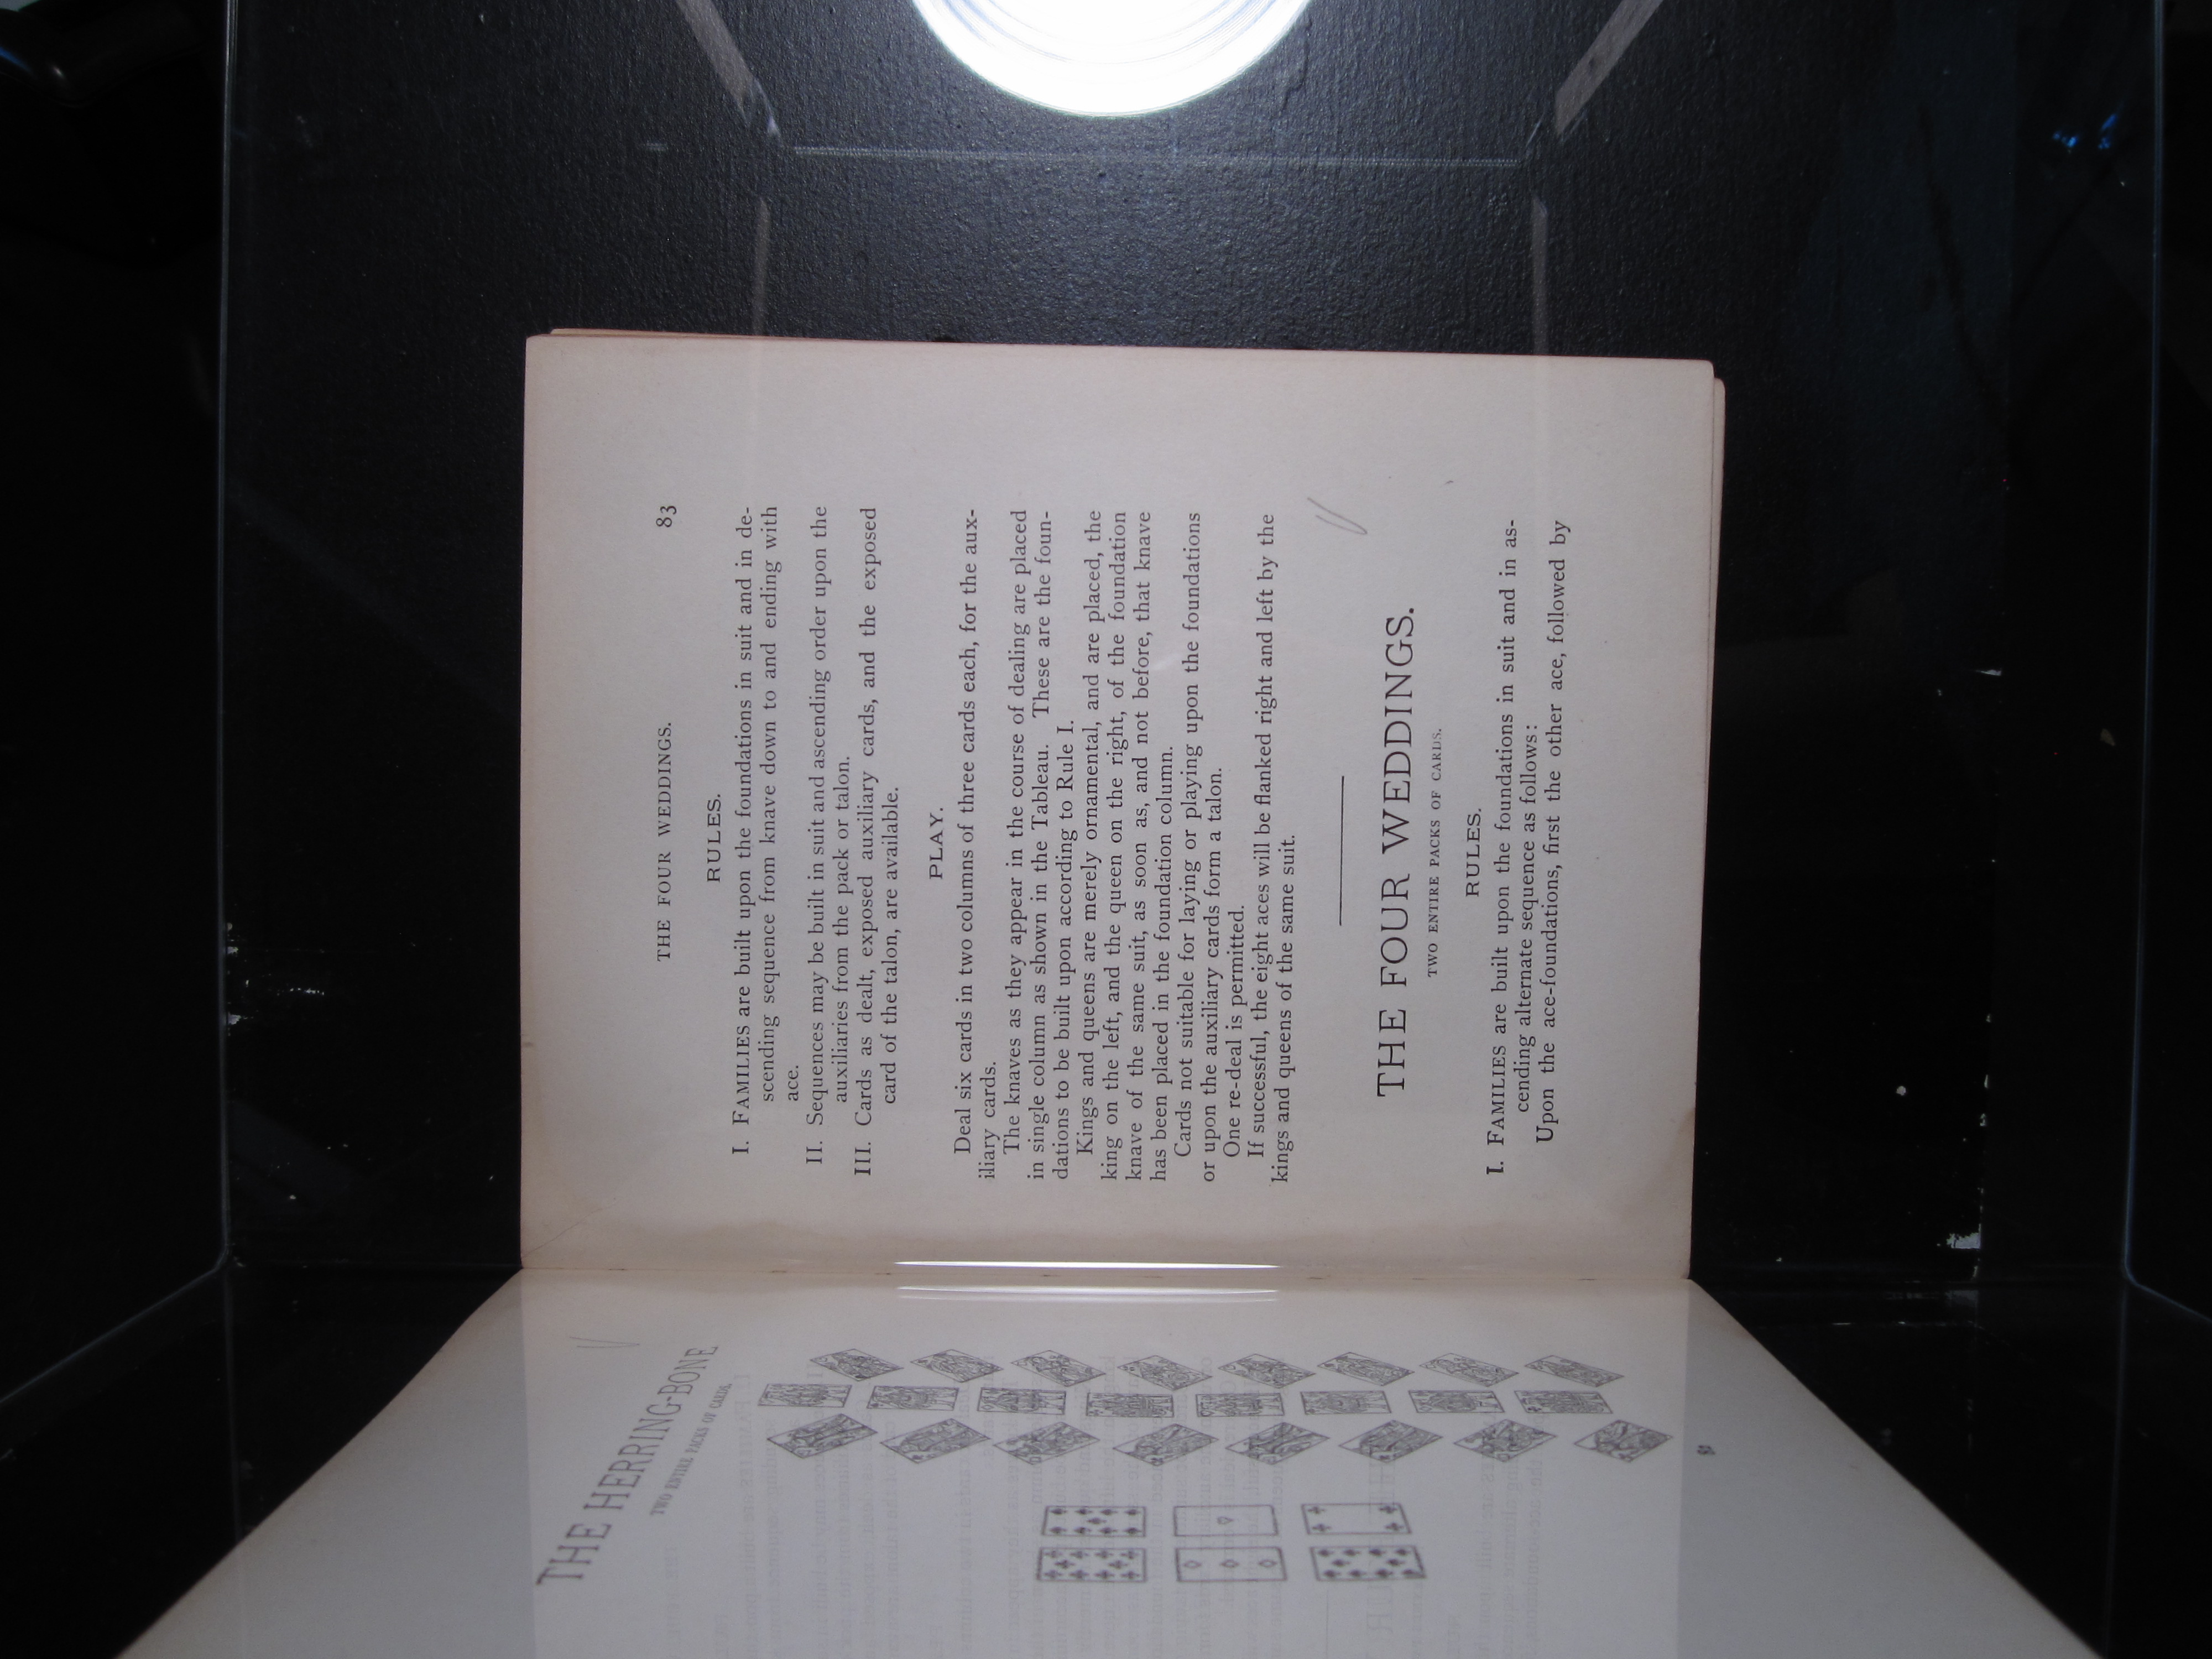 THE HERRING-BONE
TWO ENTIRE PACKS OF CARDS.
THE FOUR WEDDINGS. 83
RULES.
I. FAMILIES are built upon the foundations in suit and in de-
scending sequence from knave down to and ending with
ace.
II. Sequences may be built in suit and ascending order upon the
auxiliaries from the pack or talon.
III. Cards as dealt, exposed auxiliary cards, and the exposed
card of the talon, are available.
PLAY.
Deal six cards in two columns of three cards each, for the aux-
iliary cards.
The knaves as they appear in the course of dealing are placed
in single column as shown in the Tableau. These are the foun-
dations to be built upon according to Rule I.
Kings and queens are merely ornamental, and are placed, the
king on the left, and the queen on the right, of the foundation
knave of the same suit, as soon as, and not before, that knave
has been placed in the foundation column.
Cards not suitable for laying or playing upon the foundations
or upon the auxiliary cards form a talon.
One re-deal is permitted.
If successful, the eight aces will be flanked right and left by the
kings and queens of the same suit.
THE FOUR WEDDINGS.
TWO ENTIRE PACKS OF CARDS.
RULES.
I. FAMILIES are built upon the foundations in suit and in as-
cending alternate sequence as follows:
Upon the ace-foundations, first the other ace, followed by